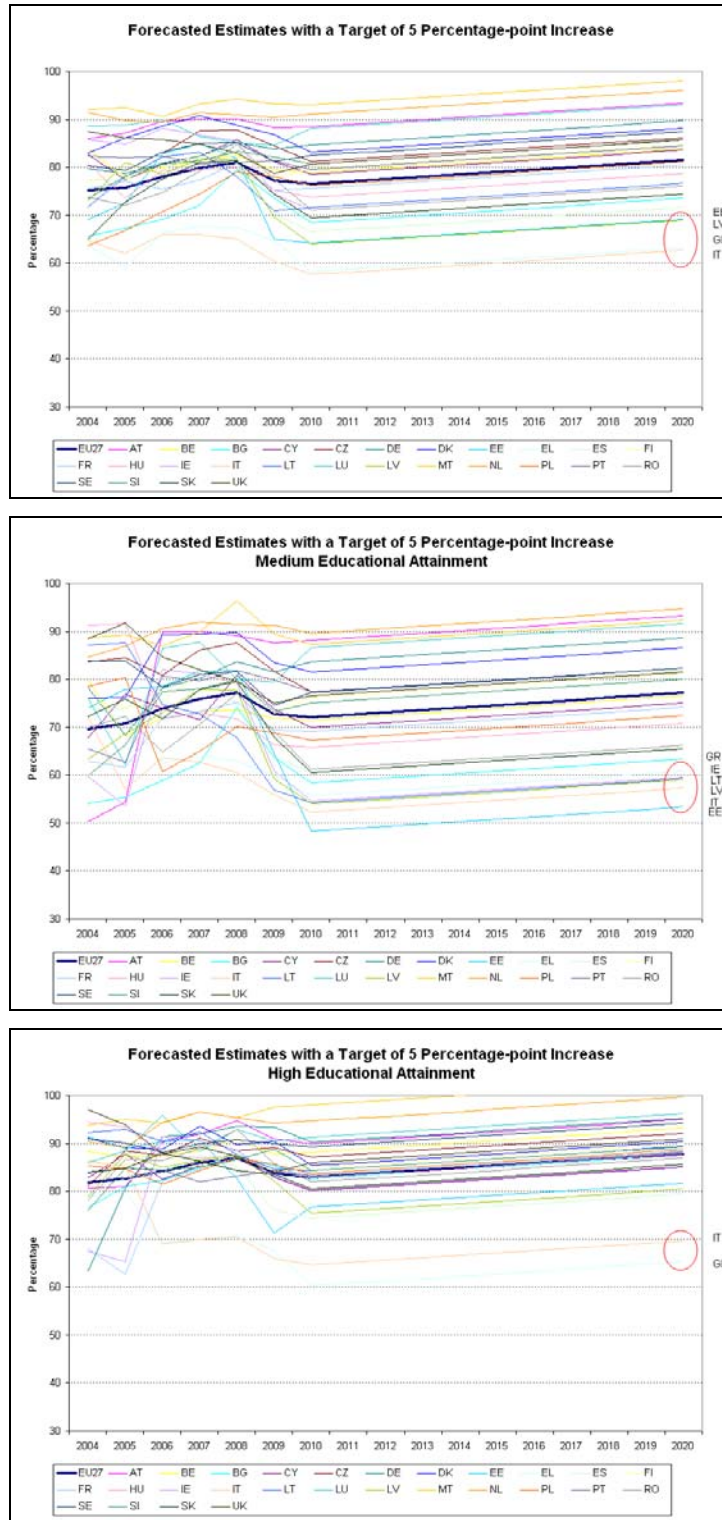 Forecasted Estimates with a Target of 5 Percentage-point Increase
100
90
80
70
60
50
40
30
Percentage
LV
IT
2004 2005 2006 2007 2008 2009 2010 2011 2012 2013 2014 2015 2016 2017 2018 2019 2020
EU27 AT BE BG CY CZ DE DK EE EL ES FI
FR HU IE IT LT LU LV MT NL PL PT RO
SE SI SK UK
Forecasted Estimates with a Target of 5 Percentage-point Increase
Medium Educational Attainment
100
90
80
70
60
50
40
30
GR
IE
LT
LV
IT
EE
2004 2005 2006 2007 2008 2009 2010 2011 2012 2013 2014 2015 2016 2017 2018 2019 2020
EU27 AT BE BG CY CZ DE DK EE EL ES FI
FR HU IE IT LT LU LV MT NL PL PT RO
SE SI SK UK
Forecasted Estimates with a Target of 5 Percentage-point Increase
High Educational Attainment
100
90
80
70
60
50
40
30
Percentage
IT
2004 2005 2006 2007 2008 2009 2010 2011 2012 2013 2014 2015 2016 2017 2018 2019 2020
EU27 AT BE BG CY CZ DE DK EE EL ES FI
FR HU IE IT LT LU LV MT NL PL PT RO
SE SI SK UK